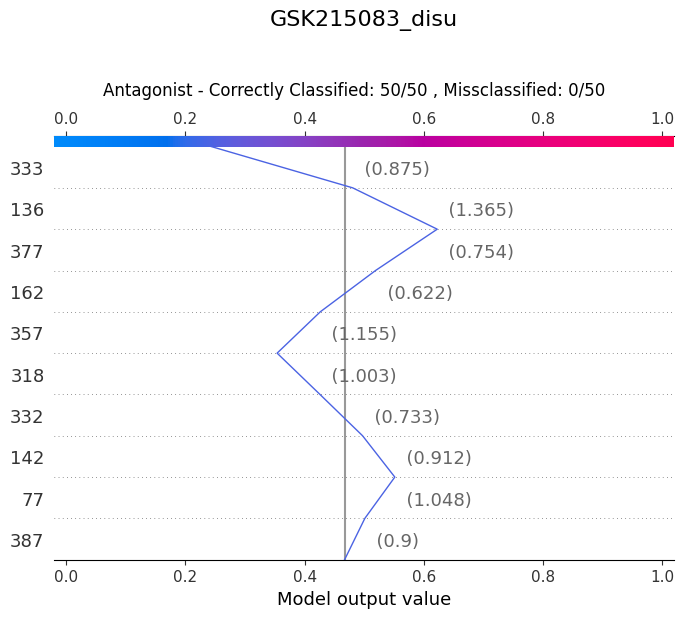 GSK215083_disu
Antagonist - Correctly Classified: 50/50 , Missclassified: 0/50
0.0 0.2 0.4 0.6 0.8 1.0
333 (0.875)
136 (1.365)
377 (0.754)
162 (0.622)
357 (1.155)
318 (1.003)
332 (0.733)
142 (0.912)
77 (1.048)
387 (0.9)
0.0 0.2 0.4 0.6 0.8 1.0
Model output value